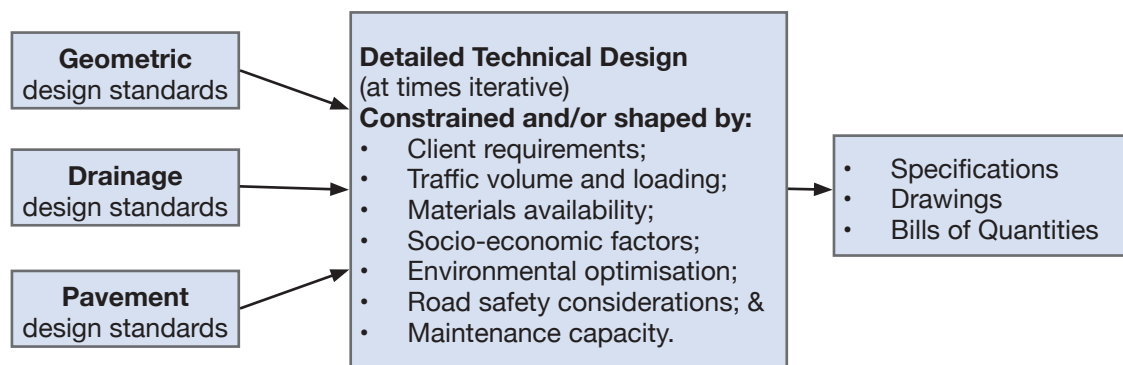 Geometric
design standards
Drainage
design standards
Pavement
design standards
Detailed Technical Design
(at times iterative)
Constrained and/or shaped by:
• Client requirements;
• Traffic volume and loading;
• Materials availability;
• Socio-economic factors;
• Environmental optimisation;
• Road safety considerations; &
• Maintenance capacity.
• Specifications
• Drawings
• Bills of Quantities